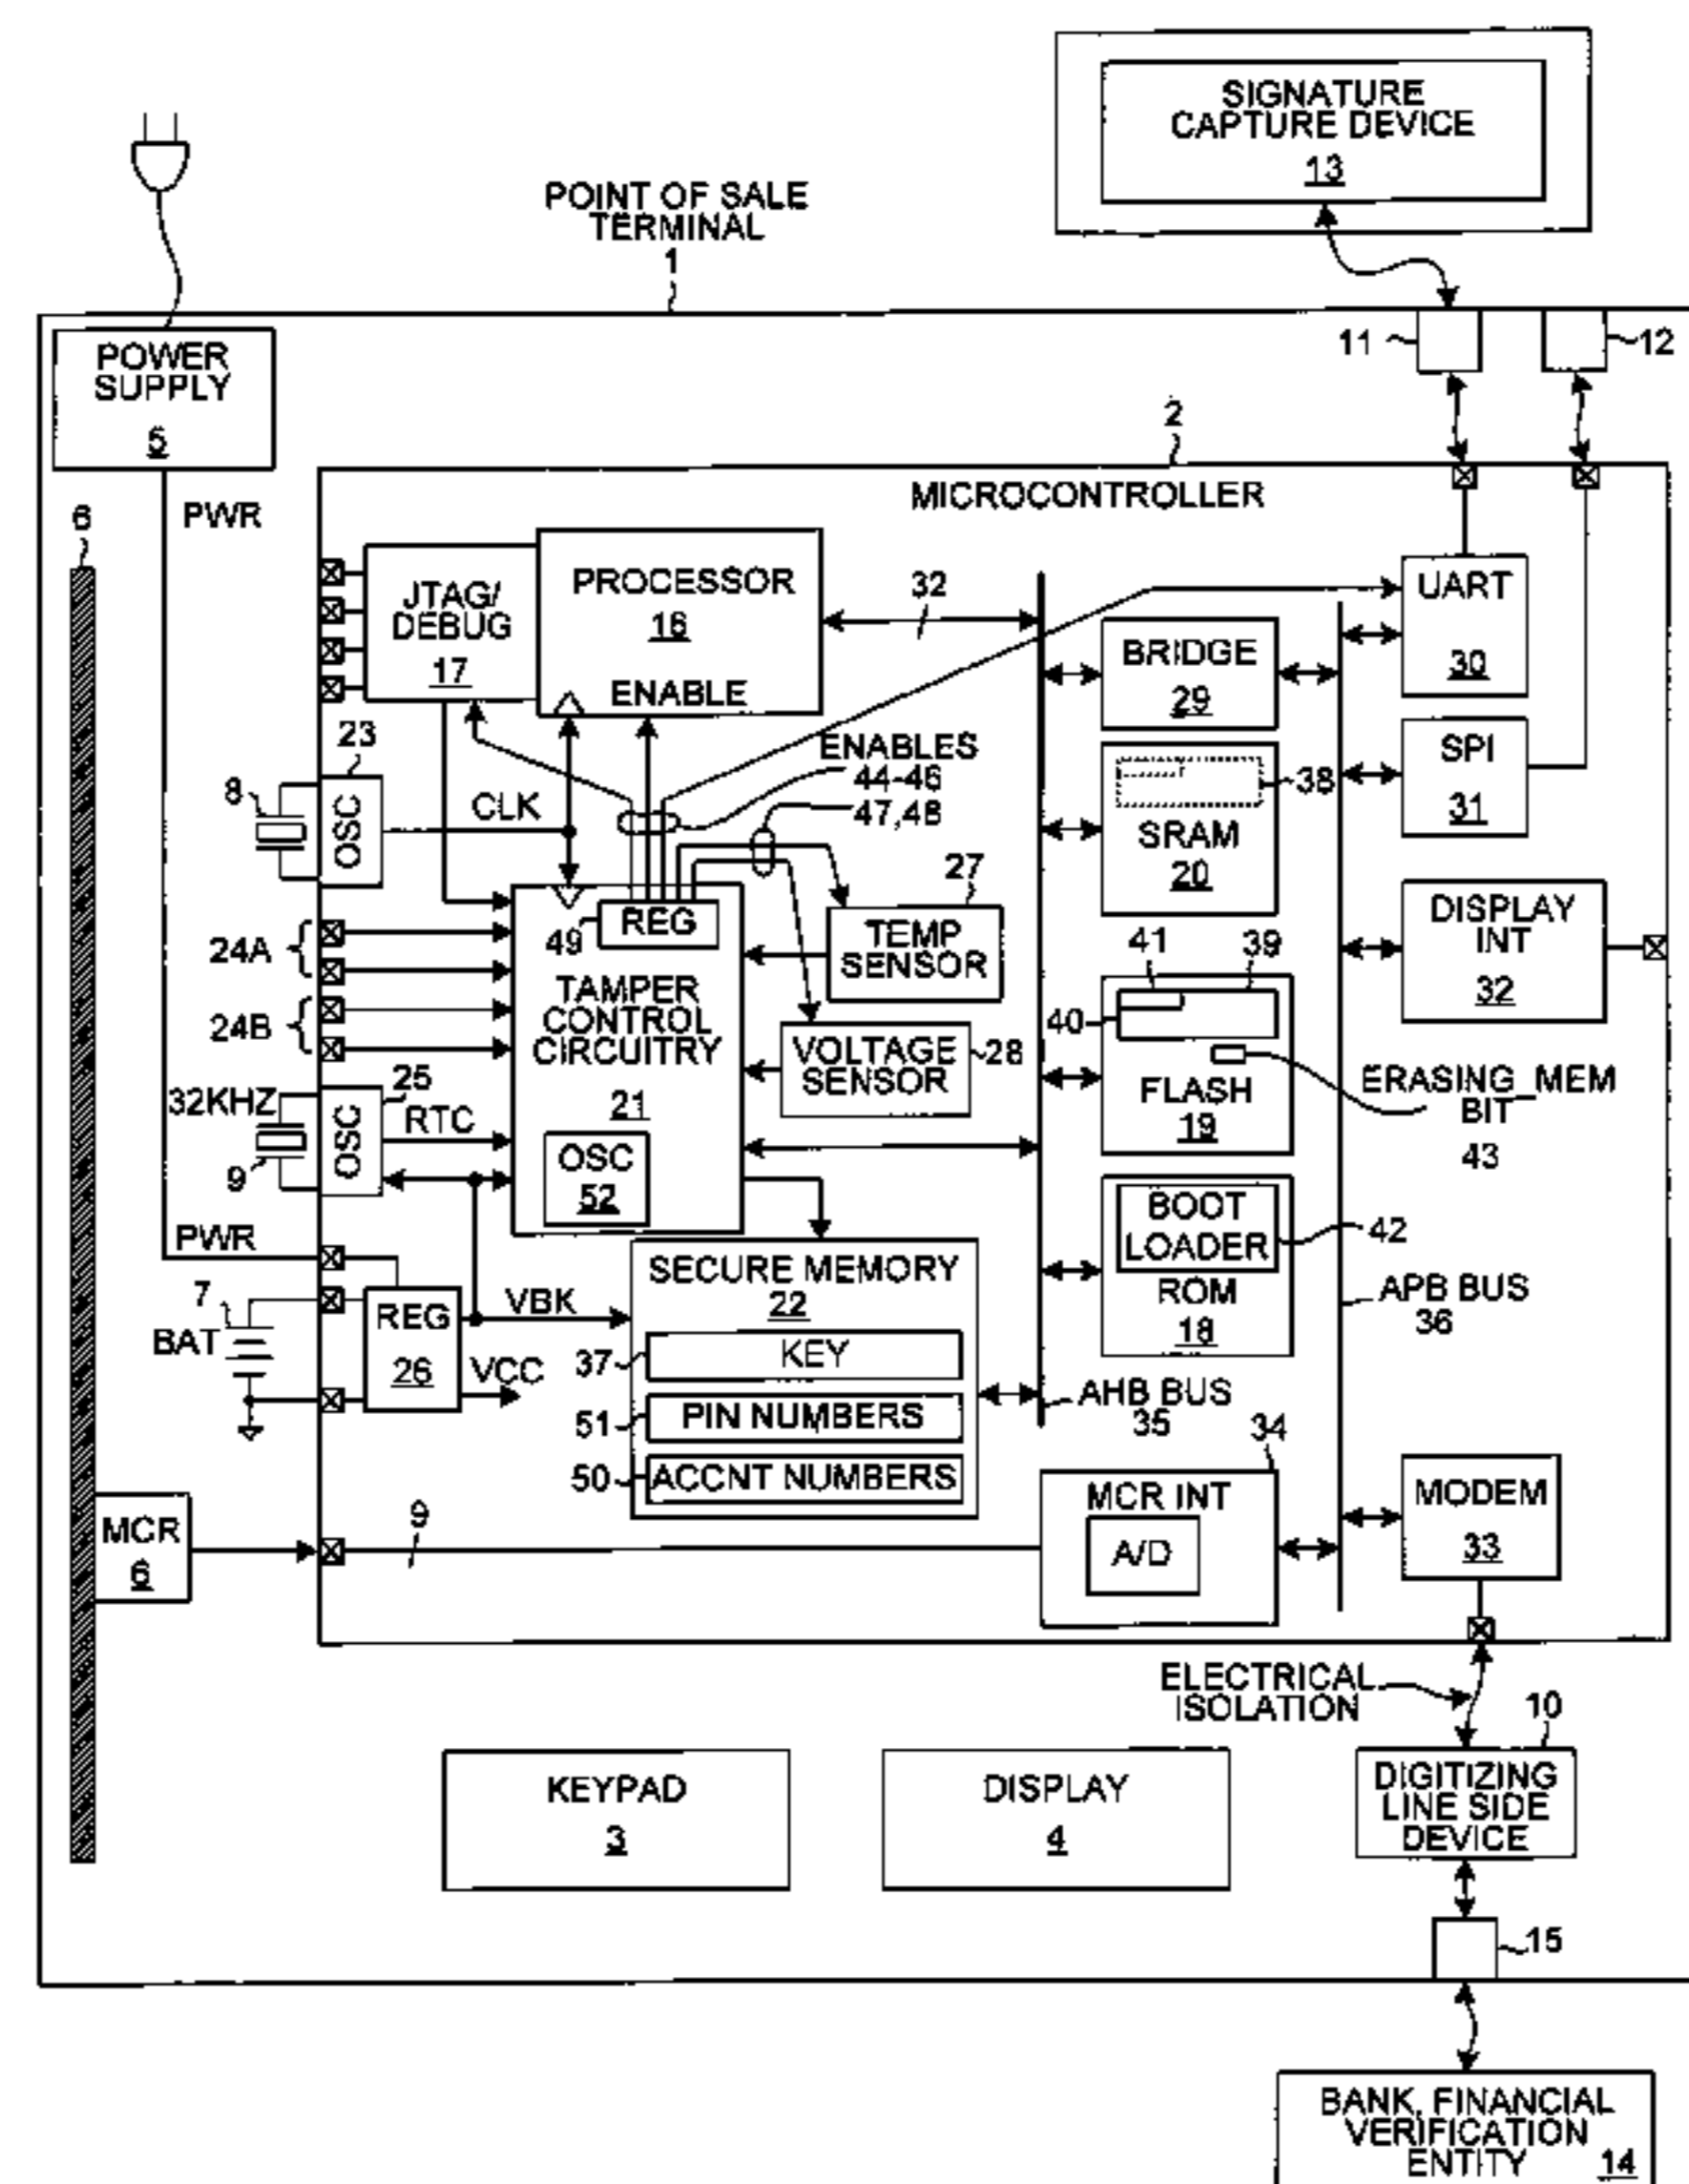 SIGNATURE
CAPTURE DEVICE
13
POINT OF SALE
TERMINAL
1
POWER
SUPPLY
5
11
12
2
MICROCONTROLLER
6
PWR
JTAG/
DEBUG
17
PROCESSOR
16
ENABLE
32
UART
30
BRIDGE
29
23
8
OSC
CLK
ENABLES
44-46
47,48
38
SRAM
20
SPI
31
27
24A
49
REG
TEMP
SENSOR
TAMPER
CONTROL
CIRCUITRY
21
24B
VOLTAGE
SENSOR
28
41
39
40
FLASH
19
DISPLAY
INT
32
ERASING_MEM
BIT
43
32KHZ
25
OSC
RTC
9
OSC
52
PWR
BOOT
LOADER
42
ROM
18
APB BUS
36
7
BAT
REG
26
VBK
VCC
SECURE MEMORY
22
37
KEY
51
PIN NUMBERS
50
ACCNT NUMBERS
AHB BUS
35
34
MCR INT
A/D
MODEM
33
MCR
6
9
ELECTRICAL
ISOLATION
10
KEYPAD
3
DISPLAY
4
DIGITIZING
LINE SIDE
DEVICE
15
BANK, FINANCIAL
VERIFICATION
ENTITY
14